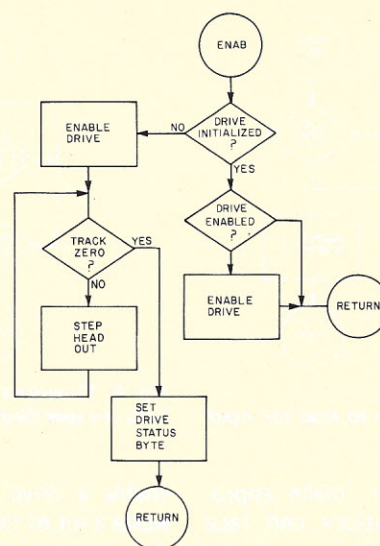 ENAB
DRIVE
INITIALIZED
?
NO
YES
ENABLE
DRIVE
DRIVE
ENABLED
?
TRACK
ZERO
?
YES
NO
ENABLE
DRIVE
RETURN
STEP
HEAD
OUT
SET
DRIVE
STATUS
BYTE
RETURN